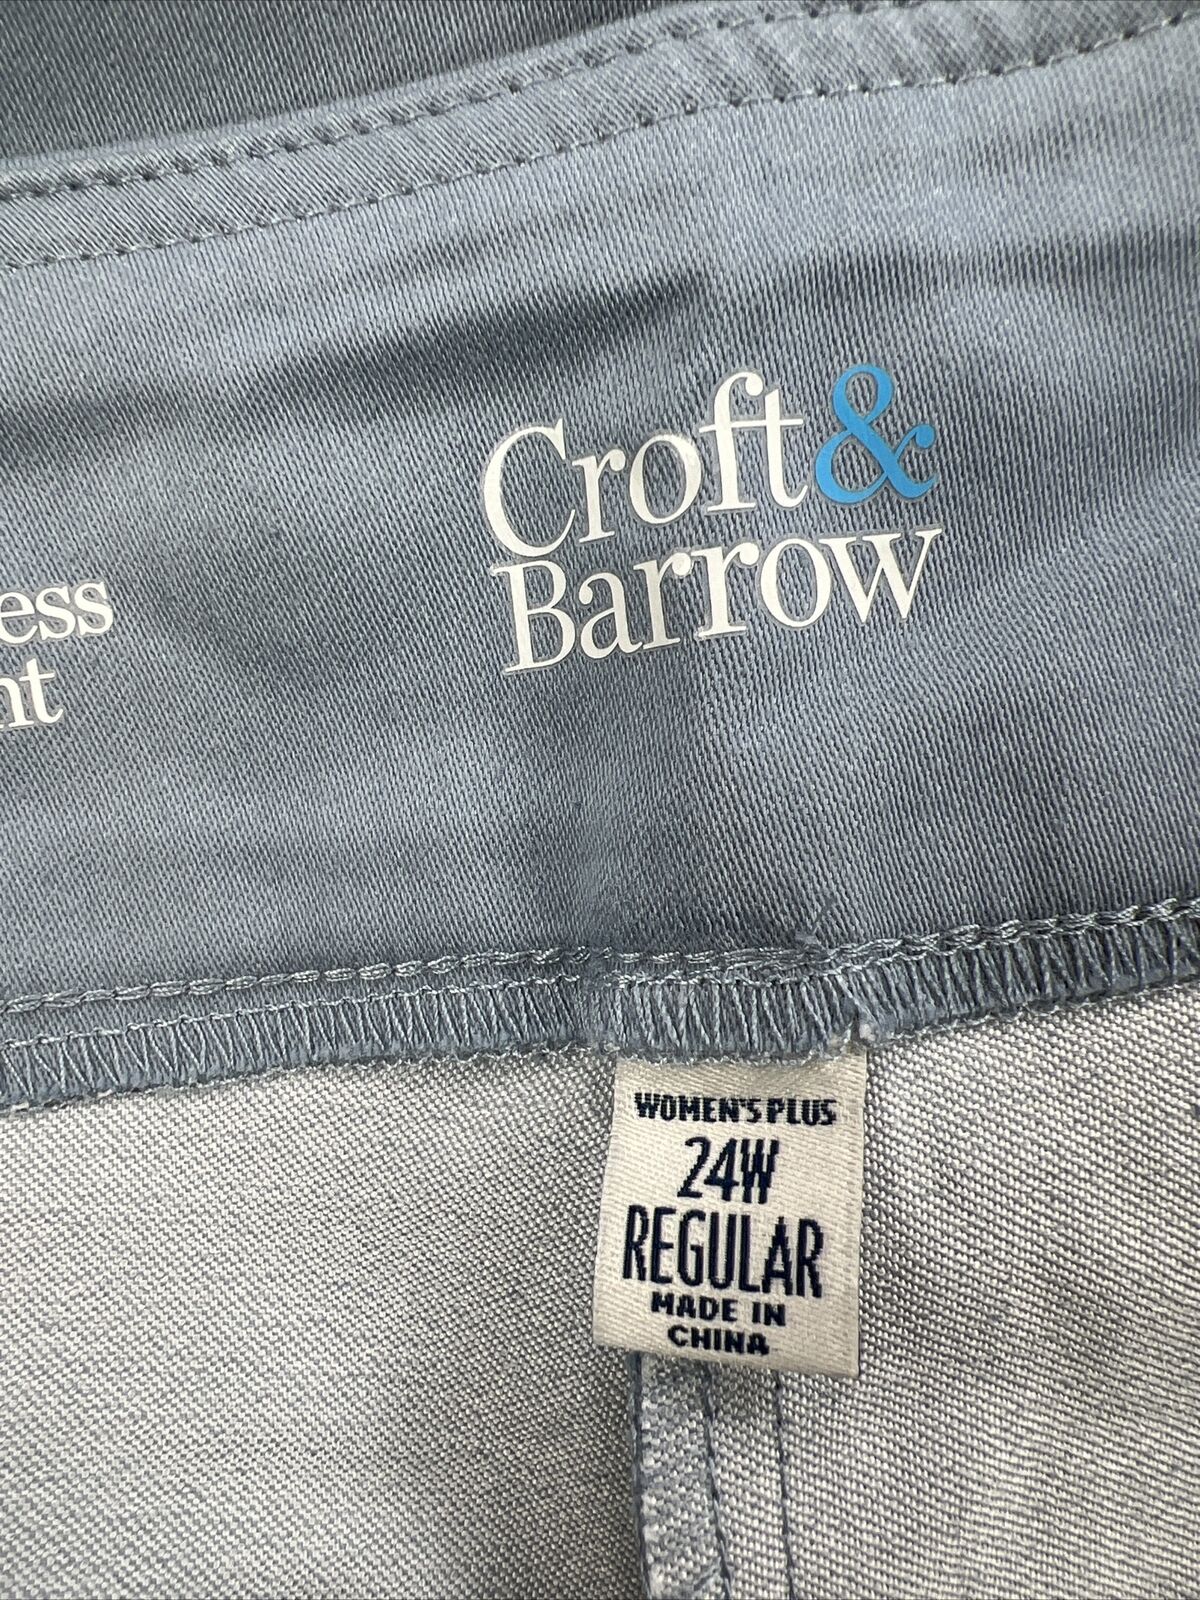 Croft &
Barrow
ess
nt
WOMEN'S PLUS
24W
REGULAR
MADE IN
CHINA